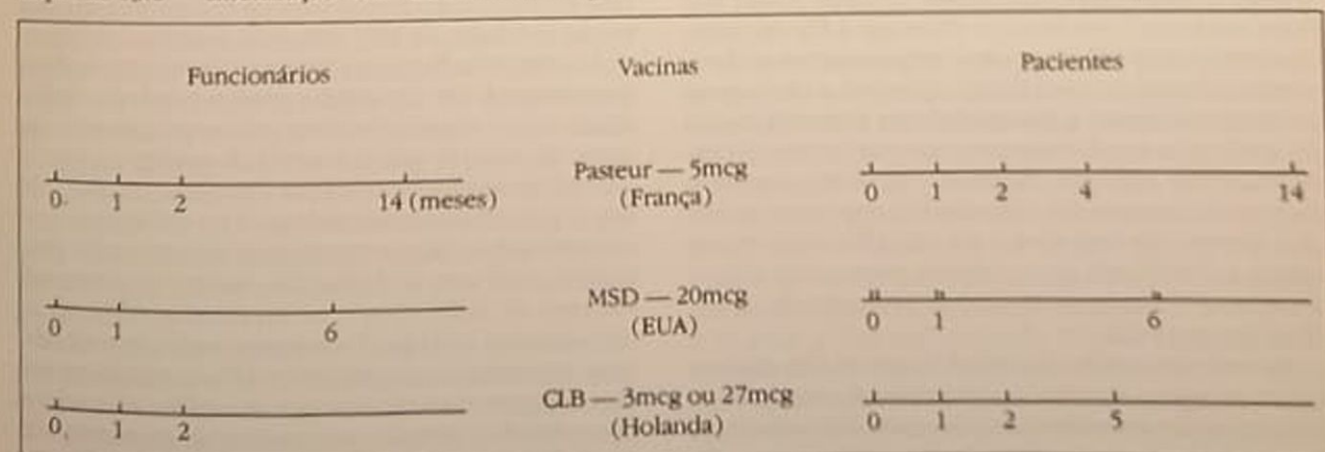 Funcionários Vacinas Pacientes
Pasteur — 5mcg
0 1 2 14 (meses) (França) 0 1 2 4 14
MSD — 20mcg
0 1 6 (EUA) 0 1 6
CLB — 3mcg ou 27mcg
0 1 2 (Holanda) 0 1 2 5